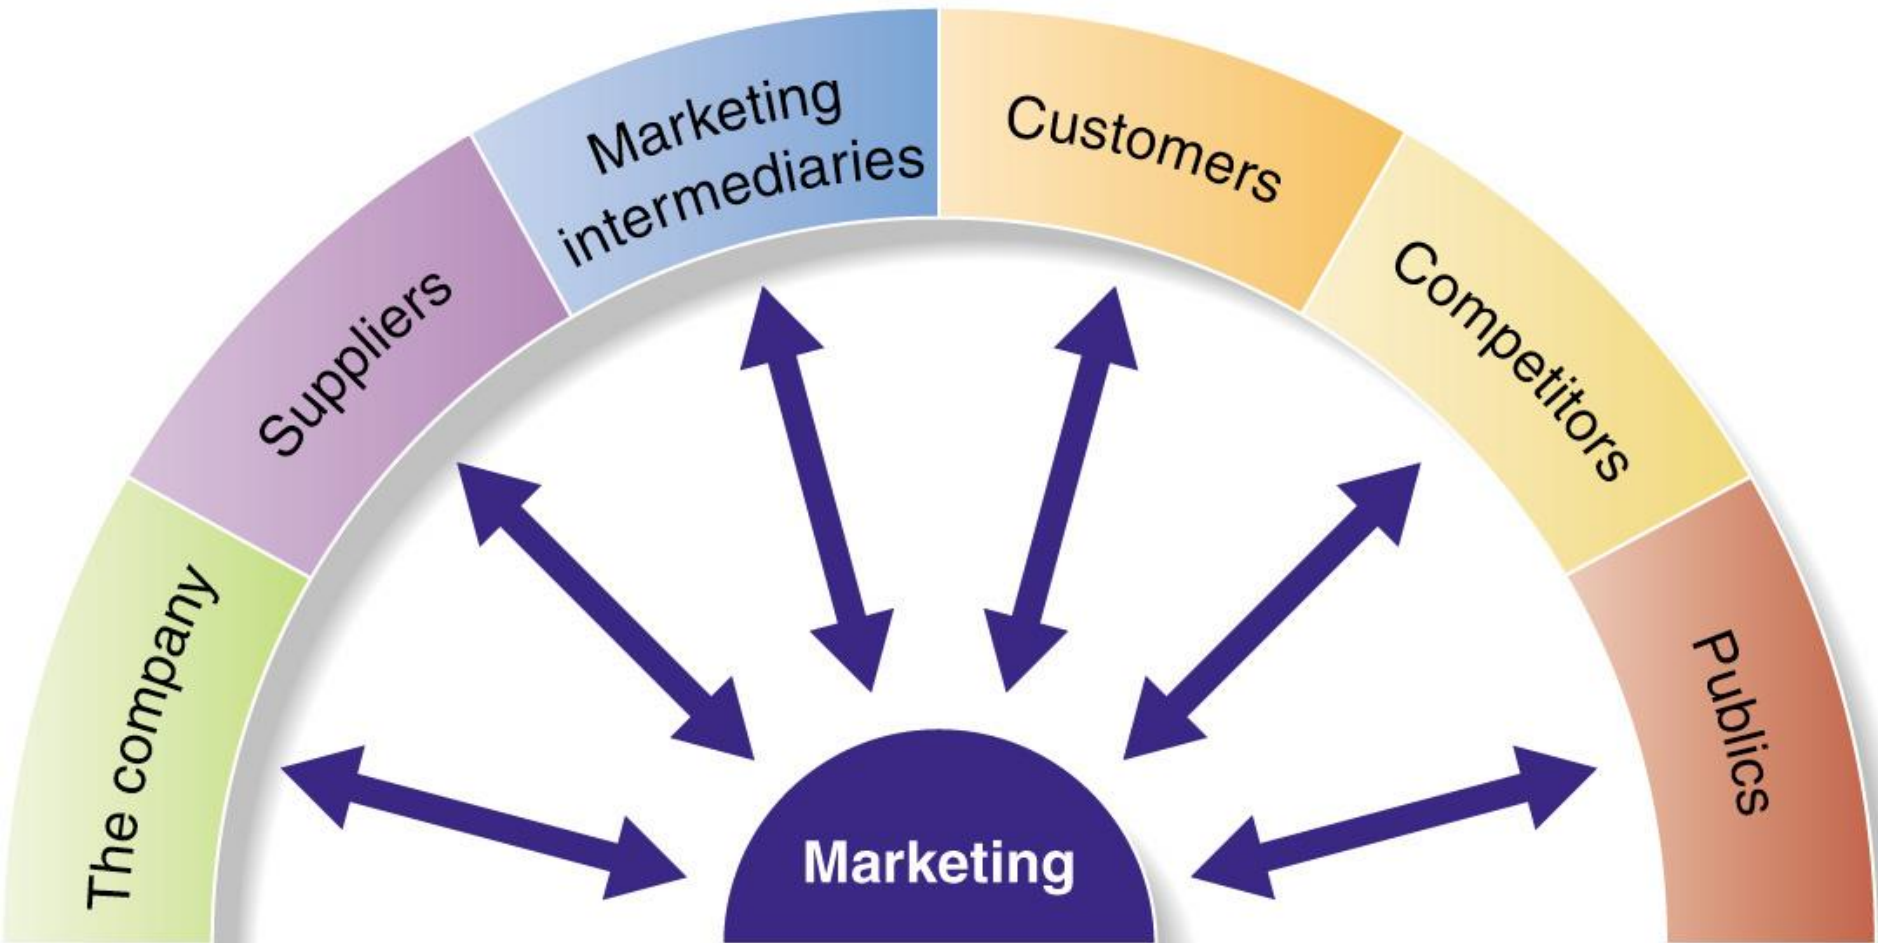 The company
Suppliers
Marketing
intermediaries
Customers
Competitors
Publics
Marketing